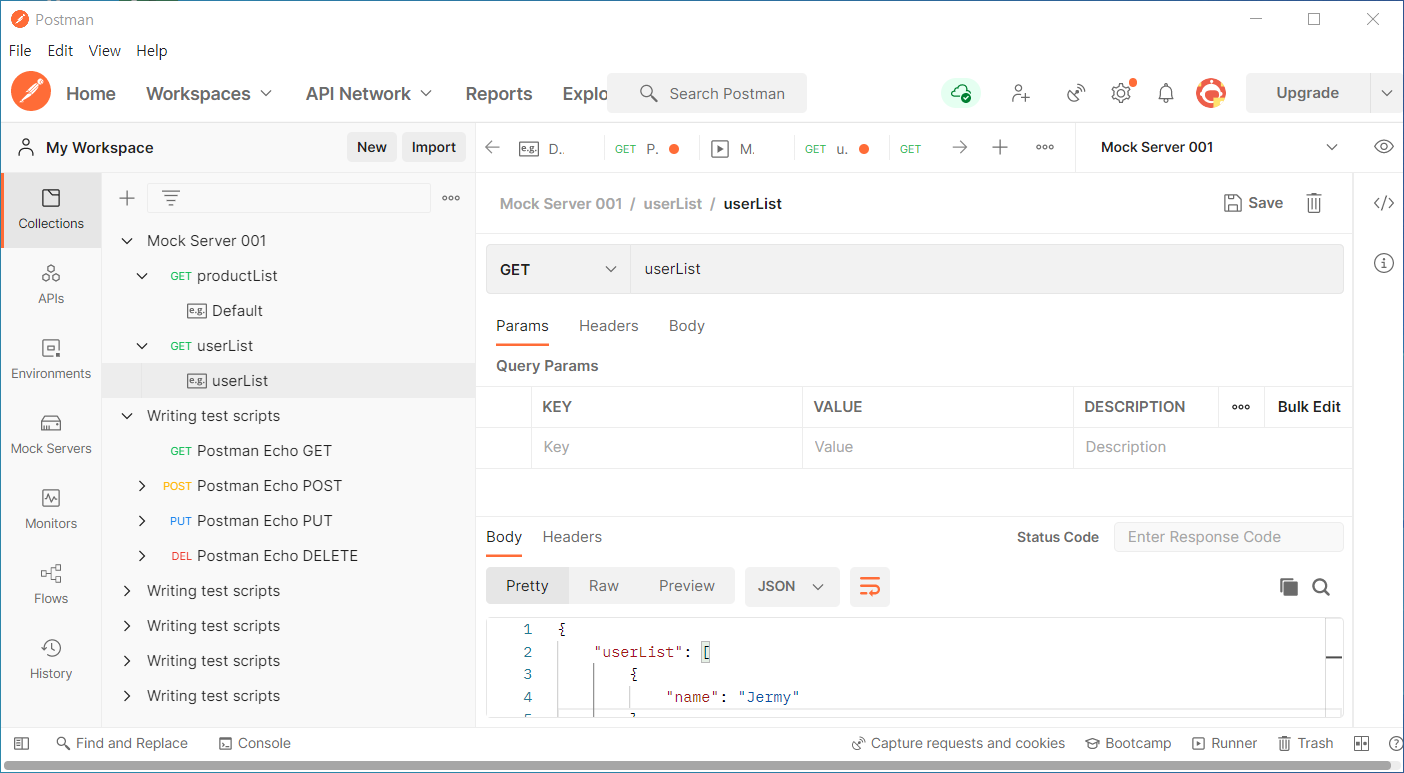 Postman
File Edit View Help
Home Workspaces API Network Reports Explo Search Postman Upgrade
My Workspace New Import
e.g. D.. GET P. M. GET u. GET Mock Server 001
Collections
APIs
Environments
Mock Servers
Monitors
Flows
History
Mock Server 001
GET productList
e.g. Default
GET userList
e.g. userList
Writing test scripts
GET Postman Echo GET
POST Postman Echo POST
PUT Postman Echo PUT
DEL Postman Echo DELETE
Writing test scripts
Writing test scripts
Writing test scripts
Writing test scripts
Mock Server 001 / userList / userList Save
GET userList
Params Headers Body
Query Params
KEY VALUE DESCRIPTION Bulk Edit
Key Value Description
Body Headers Status Code Enter Response Code
Pretty Raw Preview JSON
1 {
2 "userList": [
3 {
4 "name": "Jermy"
5 }
Find and Replace Console Capture requests and cookies Bootcamp Runner Trash